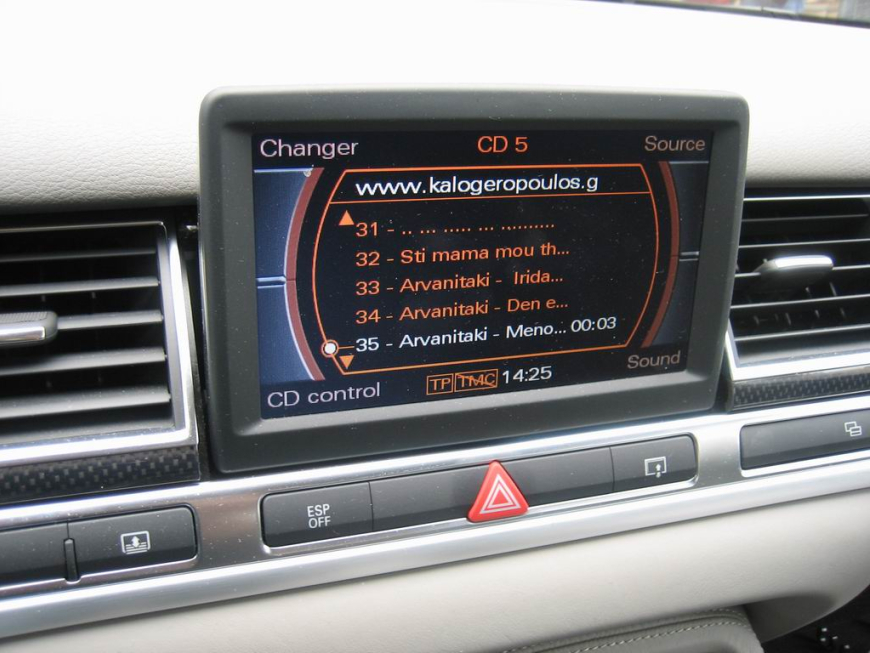 Changer CD 5 Source
www.kalogeropoulos.g
31 - .. ... ..... ... ..........
32 - Sti mama mou th...
33 - Arvanitaki - Irida...
34 - Arvanitaki - Den e...
35 - Arvanitaki - Meno... 00:03
CD control TP TMC 14:25 Sound
ESP
OFF